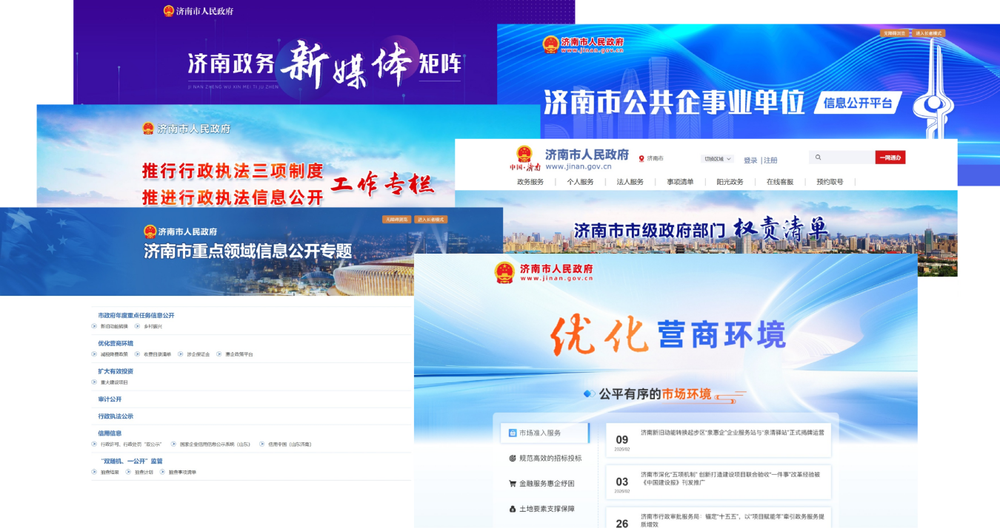 济南市人民政府
济南政务新媒体矩阵
JI NAN ZHENG WU XIN MEI TI JU ZHEN
无障碍浏览 进入长者模式
济南市人民政府
www.jinan.gov.cn
济南市公共企事业单位 信息公开平台
济南市人民政府
推行行政执法三项制度
推进行政执法信息公开
工作专栏
中国·济南
济南市人民政府
www.jinan.gov.cn
济南市
切换区域
登录 | 注册
一网通办
政务服务 | 个人服务 | 法人服务 | 事项清单 | 阳光政务 | 在线客服 | 预约取号 |
济南市市级政府部门 权责清单
无障碍浏览 进入长者模式
济南市人民政府
济南市重点领域信息公开专题
市政府年度重点任务信息公开
新旧动能转换 乡村振兴
优化营商环境
减税降费政策 收费目录清单 涉企保证金 惠企政策平台
扩大有效投资
重大建设项目
审计公开
行政执法公示
信用信息
行政许可、行政处罚“双公示” 国家企业信用信息公示系统（山东） 信用中国（山东济南）
“双随机、一公开”监管
抽查结果 抽查计划 抽查事项清单
济南市人民政府
www.jinan.gov.cn
优化营商环境
公平有序的市场环境
市场准入服务
规范高效的招标投标
金融服务惠企纾困
土地要素支撑保障
09
2026/02
济南新旧动能转换起步区“泉惠企”企业服务站与“亲清驿站”正式揭牌运营
03
2026/02
济南市深化“五项机制” 创新打造建设项目联合验收“一件事”改革经验被
《中国建设报》刊发推广
26
济南市行政审批服务局：锚定“十五五”，以“项目赋能年”牵引政务服务提
质增效